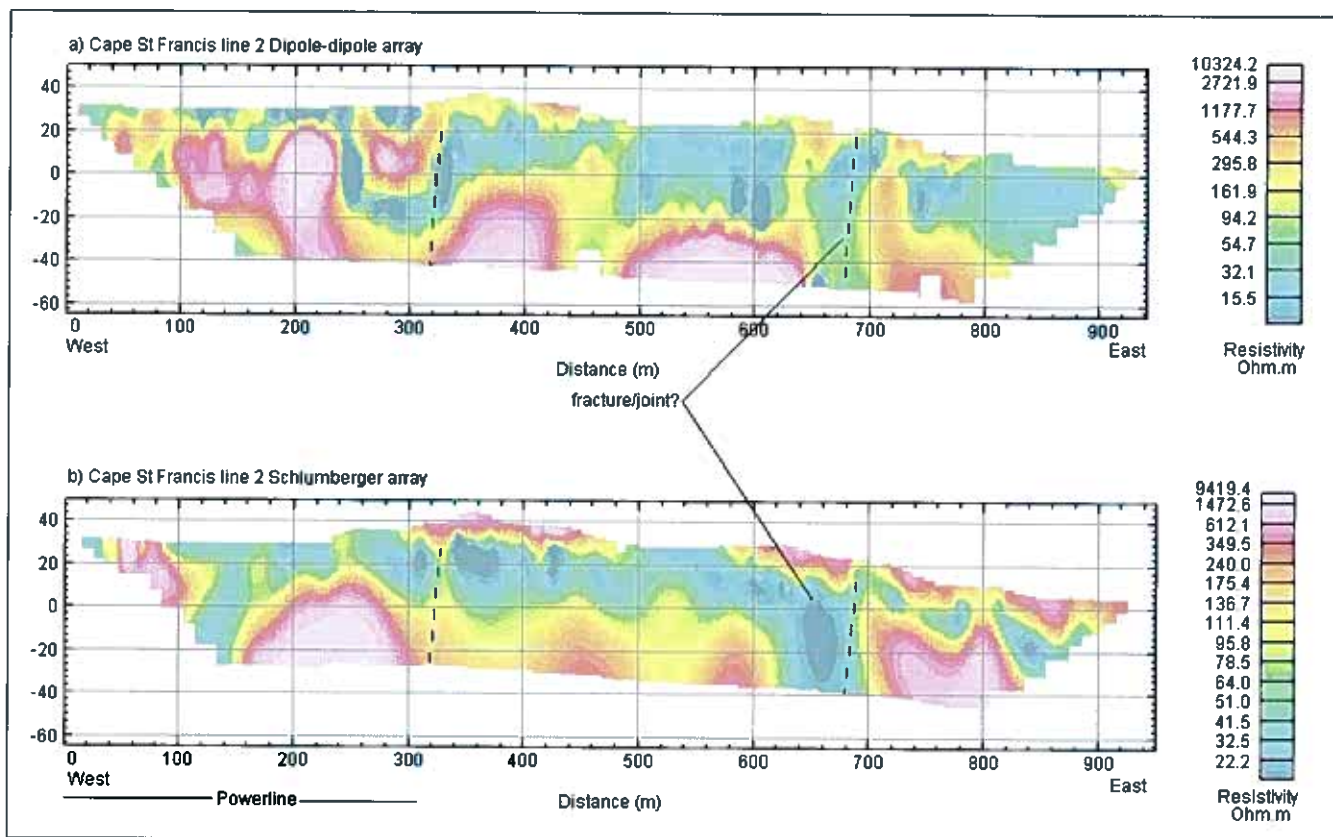 a) Cape St Francis line 2 Dipole-dipole array
40
20
0
-20
-40
-60
0 100 200 300 400 500 600 700 800 900
West East
Distance (m)
10324.2
2721.9
1177.7
544.3
295.8
161.9
94.2
54.7
32.1
15.5
Resistivity
Ohm.m
fracture/joint?
b) Cape St Francis line 2 Schlumberger array
40
20
0
-20
-40
-60
0 100 200 300 400 500 600 700 800 900
West East
Powerline
Distance (m)
9419.4
1472.6
612.1
349.5
240.0
175.4
136.7
111.4
95.8
78.5
64.0
51.0
41.5
32.5
22.2
Resistivity
Ohm.m